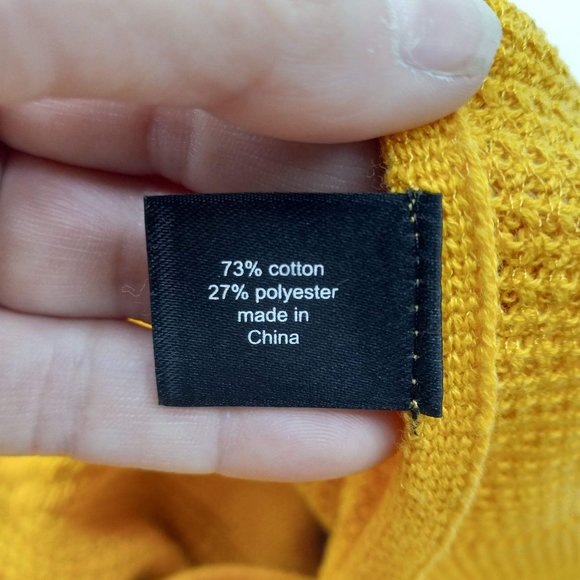 73% cotton
27% polyester
made in
China